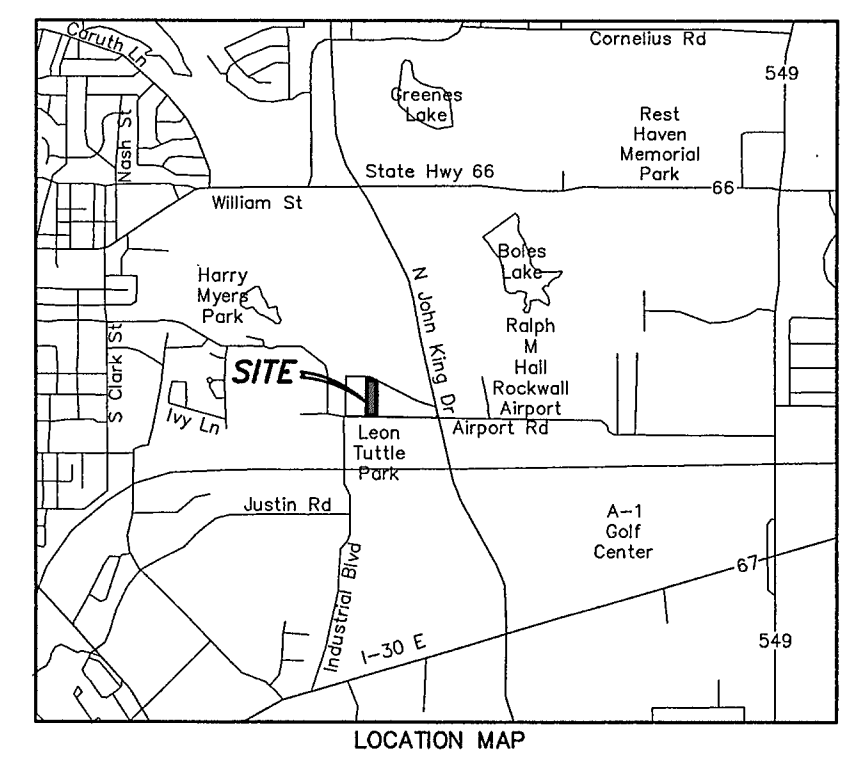 Caruth Ln
Cornelius Rd
549
Greenes
Lake
Nash St
Rest
Haven
Memorial
Park
State Hwy 66
66
William St
Boles
Lake
Harry
Myers
Park
N John King Dr
Ralph
M
Hall
Rockwall
Airport
S Clark St
SITE
Ivy Ln
Airport Rd
Leon
Tuttle
Park
Justin Rd
A-1
Golf
Center
Industrial Blvd
67
I-30 E
549
LOCATION MAP